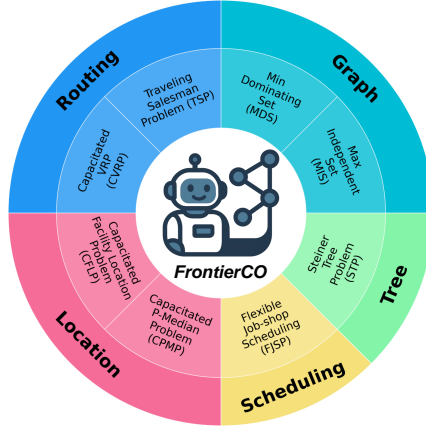 Routing
Traveling
Salesman
Problem (TSP)
Capacitated
VRP
(CVRP)
Graph
Min
Dominating
Set
(MDS)
Max
Independent
Set
(MIS)
Tree
Steiner
Tree
Problem
(STP)
Scheduling
Flexible
Job-shop
Scheduling
(FJSP)
Location
Capacitated
P-Median
Problem
(CPMP)
Capacitated
Facility Location
Problem
(CFLP)
FrontierCO